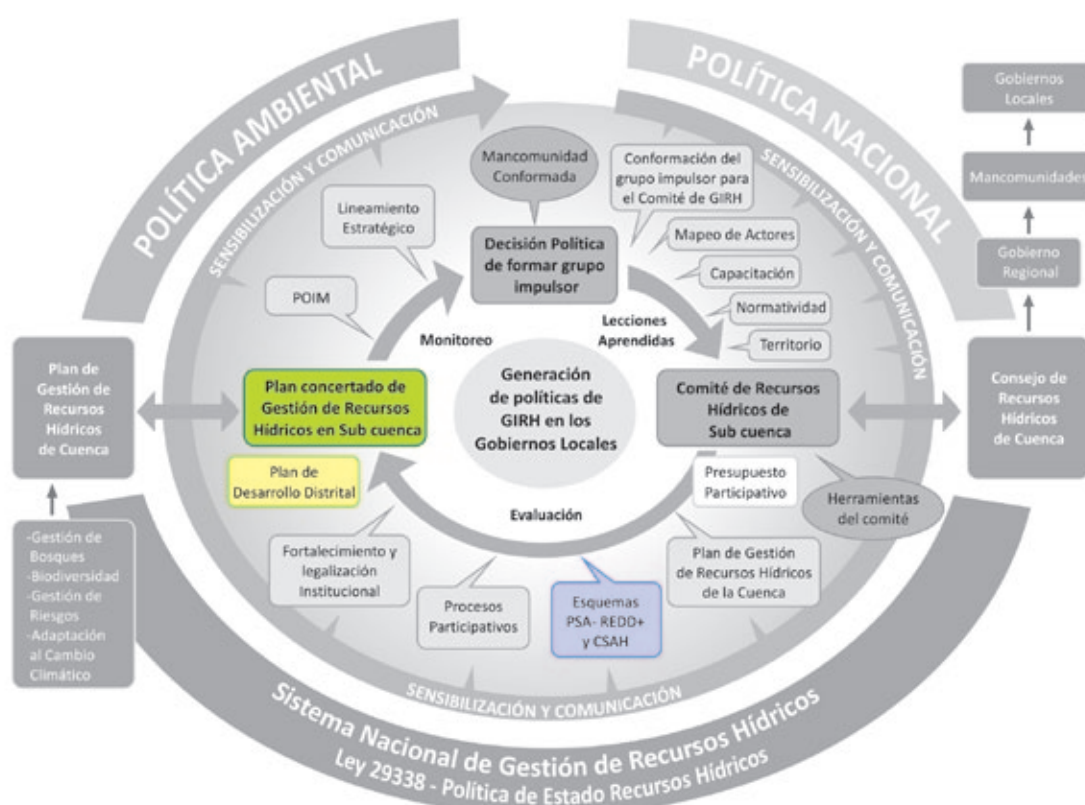 POLÍTICA AMBIENTAL
POLÍTICA NACIONAL
SENSIBILIZACIÓN Y COMUNICACIÓN
SENSIBILIZACIÓN Y COMUNICACIÓN
Gobiernos
Locales
Mancomunidades
Gobierno
Regional
Consejo de
Recursos
Hídricos
de Cuenca
Mancomunidad
Conformada
Conformación del
grupo impulsor para
el Comité de GIRH
Lineamiento
Estratégico
Decisión Política
de formar grupo
impulsor
Mapeo de Actores
Capacitación
Normatividad
Territorio
POIM
Monitoreo
Lecciones
Aprendidas
Plan de
Gestión de
Recursos
Hídricos
de Cuenca
Plan concertado de
Gestión de Recursos
Hídricos en Sub cuenca
Generación
de políticas de
GIRH en los
Gobiernos Locales
Comité de Recursos
Hídricos de
Sub cuenca
Plan de
Desarrollo Distrital
Presupuesto
Participativo
Herramientas
del comité
Evaluación
-Gestión de
Bosques
-Biodiversidad
-Gestión de
Riesgos
-Adaptación
al Cambio
Climático
Fortalecimiento y
legalización
Institucional
Procesos
Participativos
Esquemas
PSA- REDD+
y CSAH
Plan de Gestión
de Recursos Hídricos
de la Cuenca
SENSIBILIZACIÓN Y COMUNICACIÓN
Sistema Nacional de Gestión de Recursos Hídricos
Ley 29338 - Política de Estado Recursos Hídricos